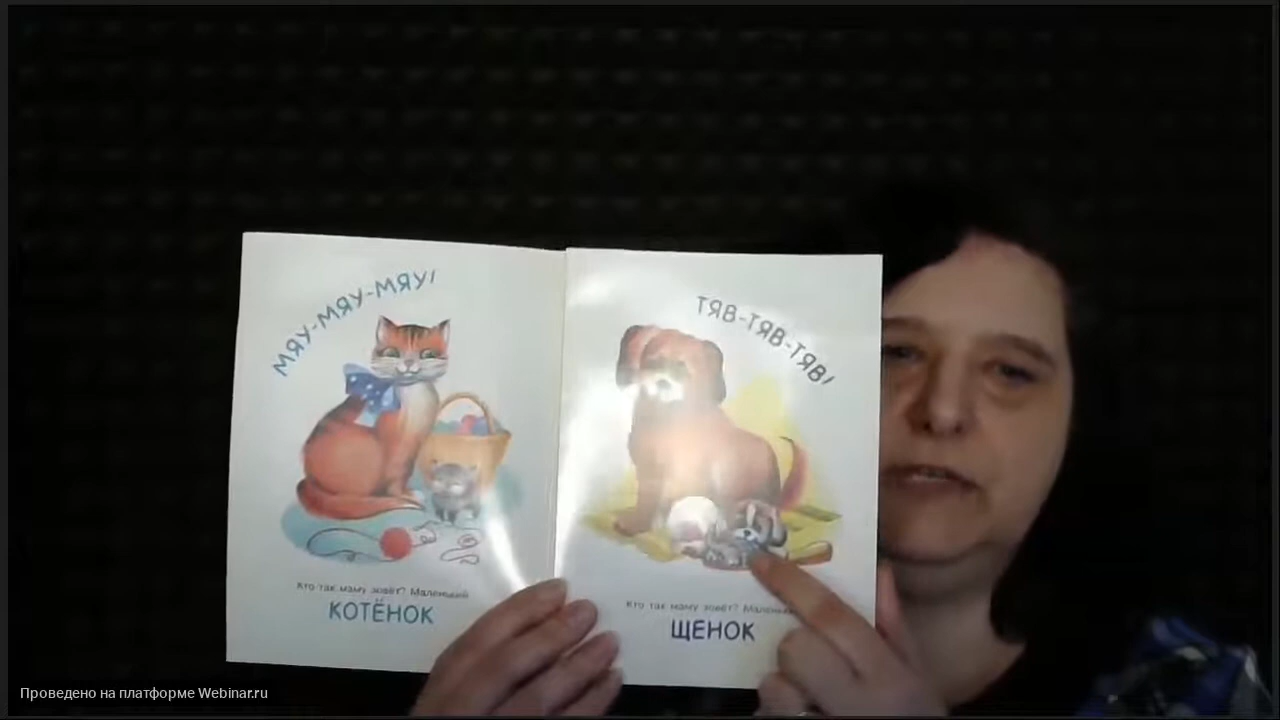 МЯУ-МЯУ-МЯУ!
Кто так маму зовёт? Маленький
КОТЁНОК
ТЯВ-ТЯВ-ТЯВ!
Кто так маму зовёт? Маленький
ЩЕНОК
Проведено на платформе Webinar.ru